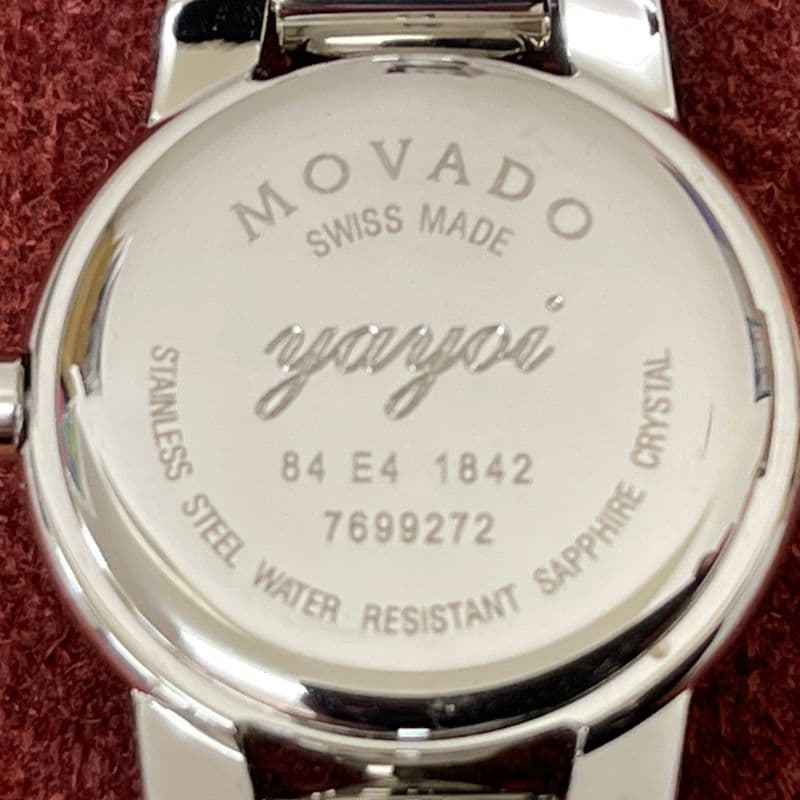 MOVADO
SWISS MADE
yayoi
84 E4 1842
7699272
STAINLESS STEEL WATER RESISTANT SAPPHIRE CRYSTAL